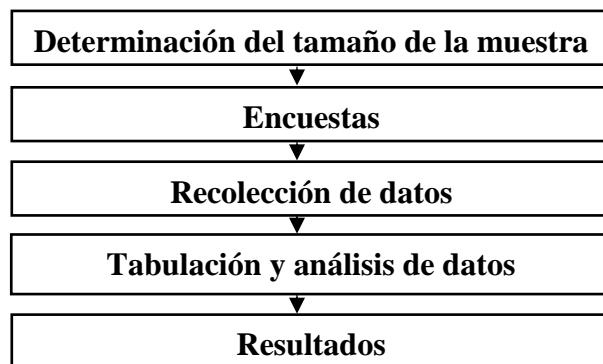 Determinación del tamaño de la muestra
Encuestas
Recolección de datos
Tabulación y análisis de datos
Resultados